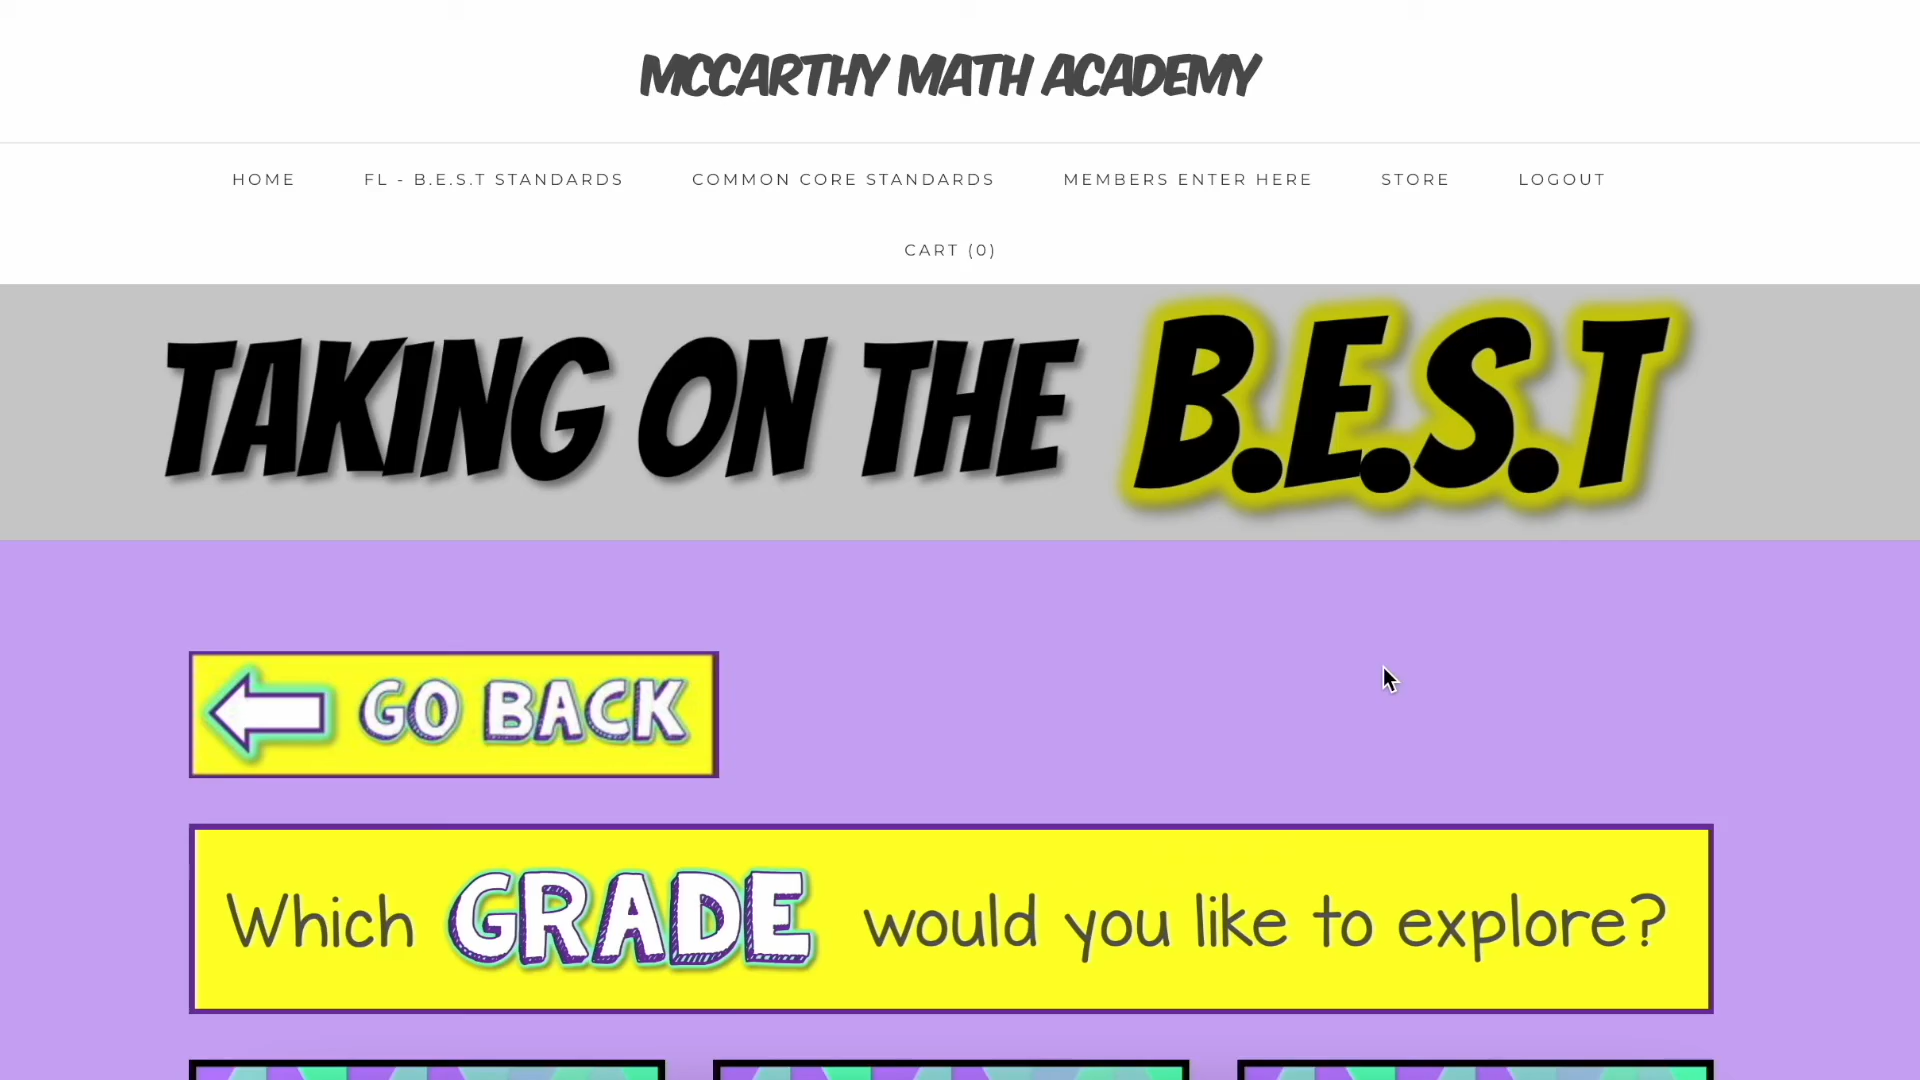 MCCARTHY MATH ACADEMY
HOME FL - B.E.S.T STANDARDS COMMON CORE STANDARDS MEMBERS ENTER HERE STORE LOGOUT
CART (0)
TAKING ON THE B.E.S.T
GO BACK
Which GRADE would you like to explore?